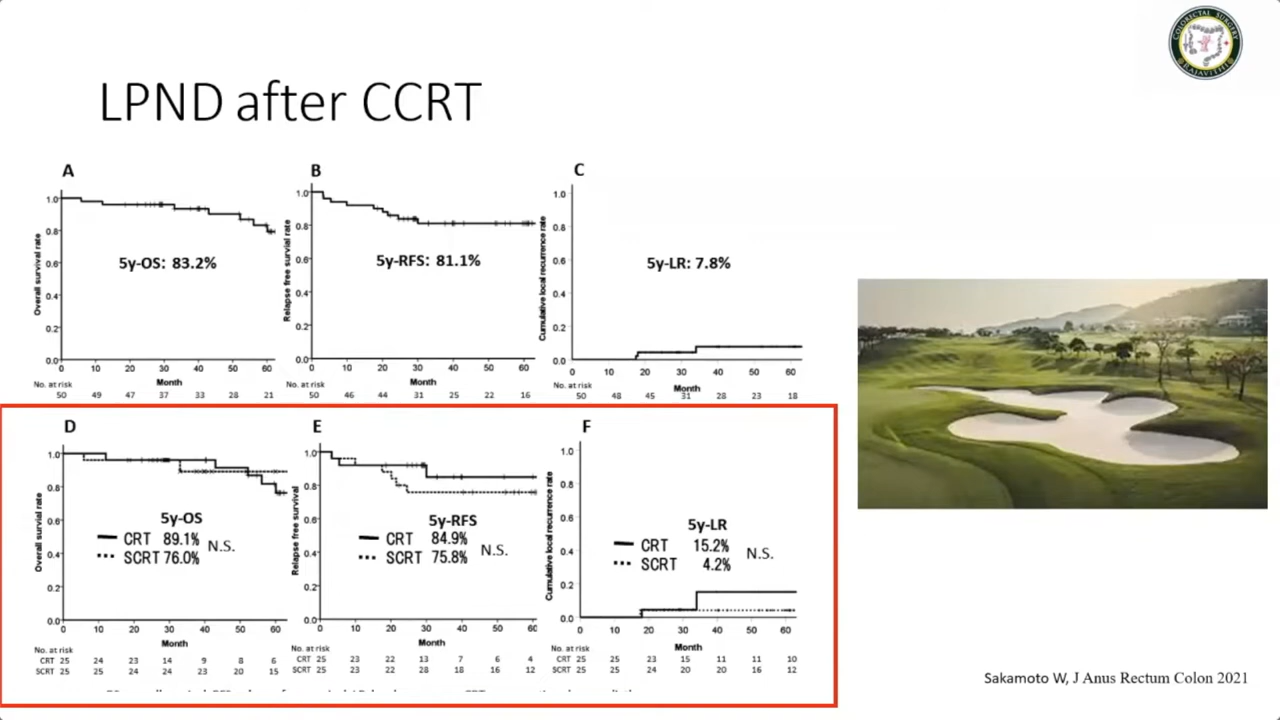 COLORECTAL SURGERY
RAJAVITHI
LPND after CCRT
A
Overall survial rate
1.0
0.8
0.6
0.4
0.2
0.0
5y-OS: 83.2%
0 10 20 30 40 50 60
Month
No. at risk
50 49 47 37 33 28 21
B
Relapse free survial rate
1.0
0.8
0.6
0.4
0.2
0.0
5y-RFS: 81.1%
0 10 20 30 40 50 60
Month
No. at risk
50 46 44 31 25 22 16
C
Cumulative local recurrence rate
1.0
0.8
0.6
0.4
0.2
0.0
5y-LR: 7.8%
0 10 20 30 40 50 60
Month
No. at risk
50 48 45 31 28 23 18
D
Overall survial rate
1.0
0.8
0.6
0.4
0.2
0.0
5y-OS
CRT 89.1%
SCRT 76.0%
N.S.
0 10 20 30 40 50 60
Month
No. at risk
CRT 25 24 23 14 9 8 6
SCRT 25 25 24 24 23 20 15
E
Relapse free survival
1.0
0.8
0.6
0.4
0.2
0.0
5y-RFS
CRT 84.9%
SCRT 75.8%
N.S.
0 10 20 30 40 50 60
Month
No. at risk
CRT 25 23 22 13 7 6 4
SCRT 25 23 22 28 18 16 12
F
Cumulative local recurrence rate
1.0
0.8
0.6
0.4
0.2
0.0
5y-LR
CRT 15.2%
SCRT 4.2%
N.S.
0 10 20 30 40 50 60
Month
No. at risk
CRT 25 25 23 15 11 11 10
SCRT 25 25 24 20 20 16 12
Sakamoto W, J Anus Rectum Colon 2021